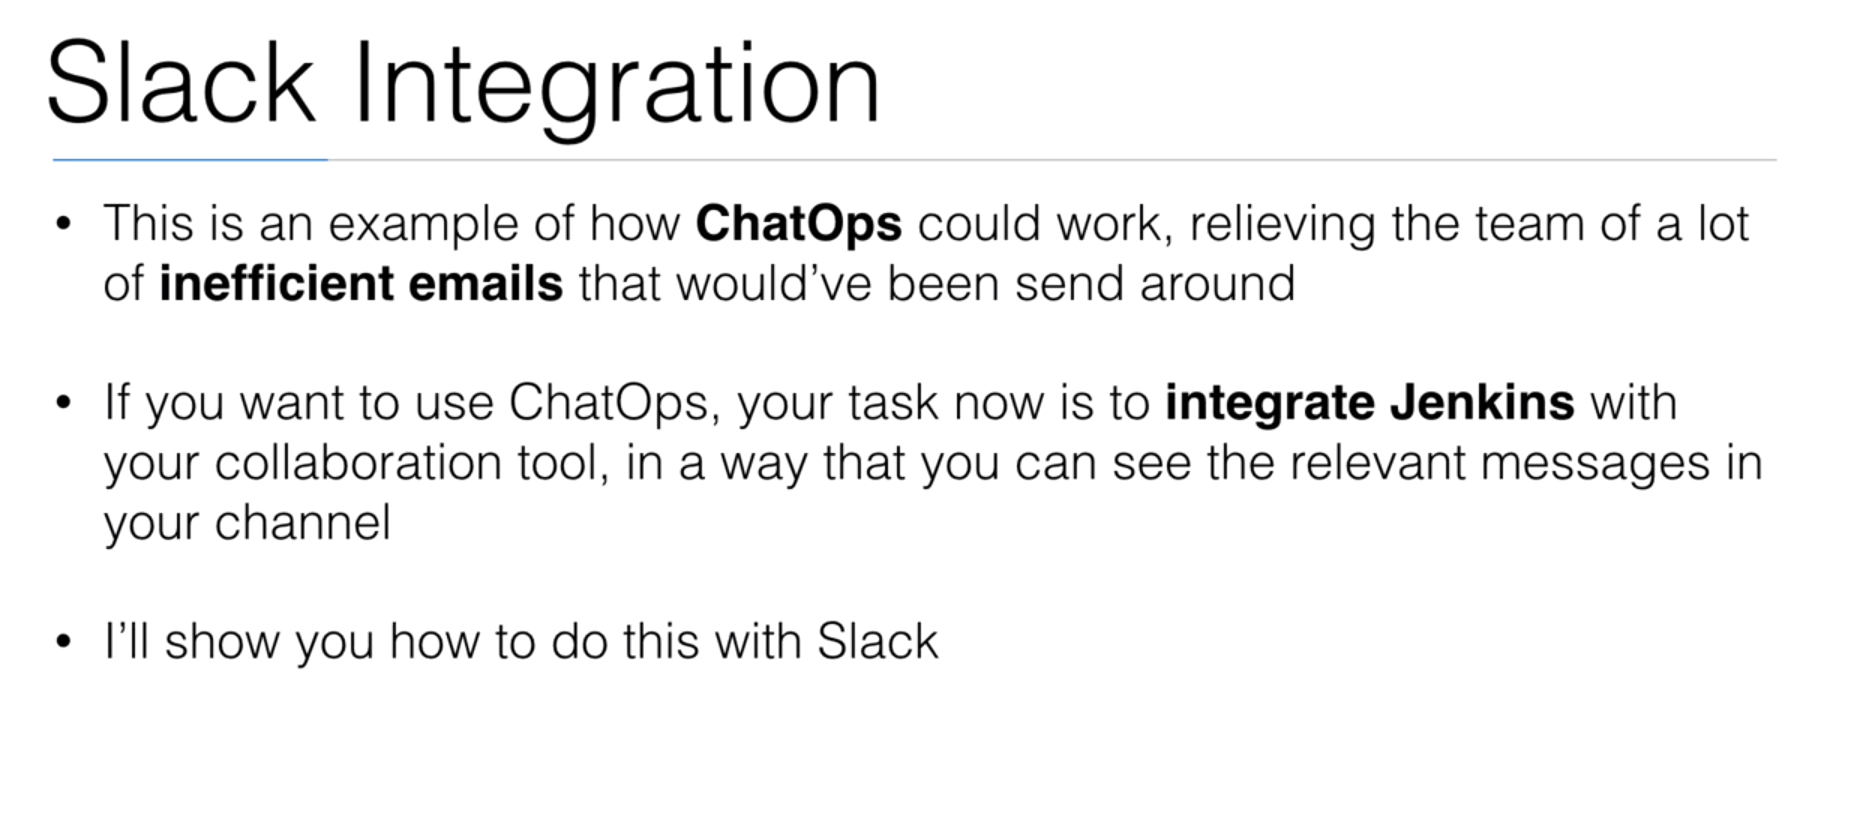 Slack Integration
• This is an example of how ChatOps could work, relieving the team of a lot
of inefficient emails that would’ve been send around
• If you want to use ChatOps, your task now is to integrate Jenkins with
your collaboration tool, in a way that you can see the relevant messages in
your channel
• I’ll show you how to do this with Slack